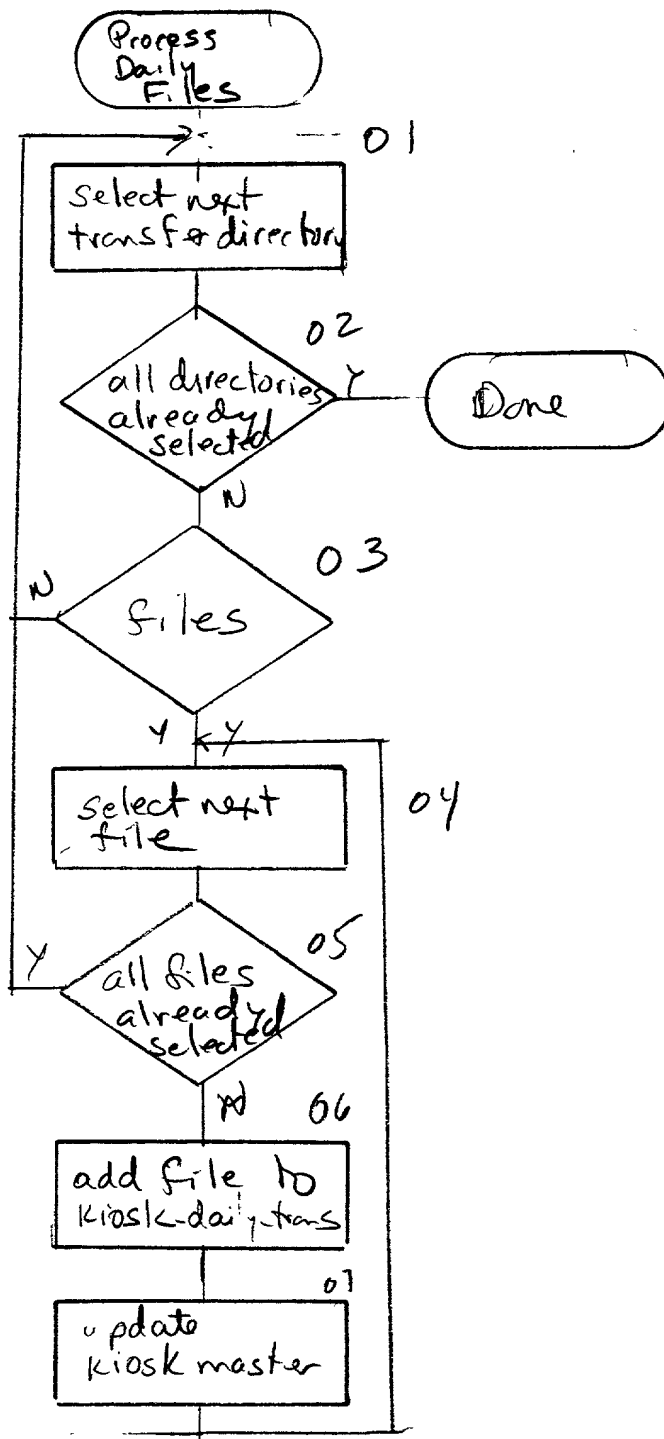 Process
Daily
Files
01
select next
transfer directory
02
all directories
already
selected
Y
Done
N
03
N
files
Y
Y
select next
file
04
05
Y
all files
already
selected
N
06
add file to
kiosk-daily-trans
07
update
kiosk master